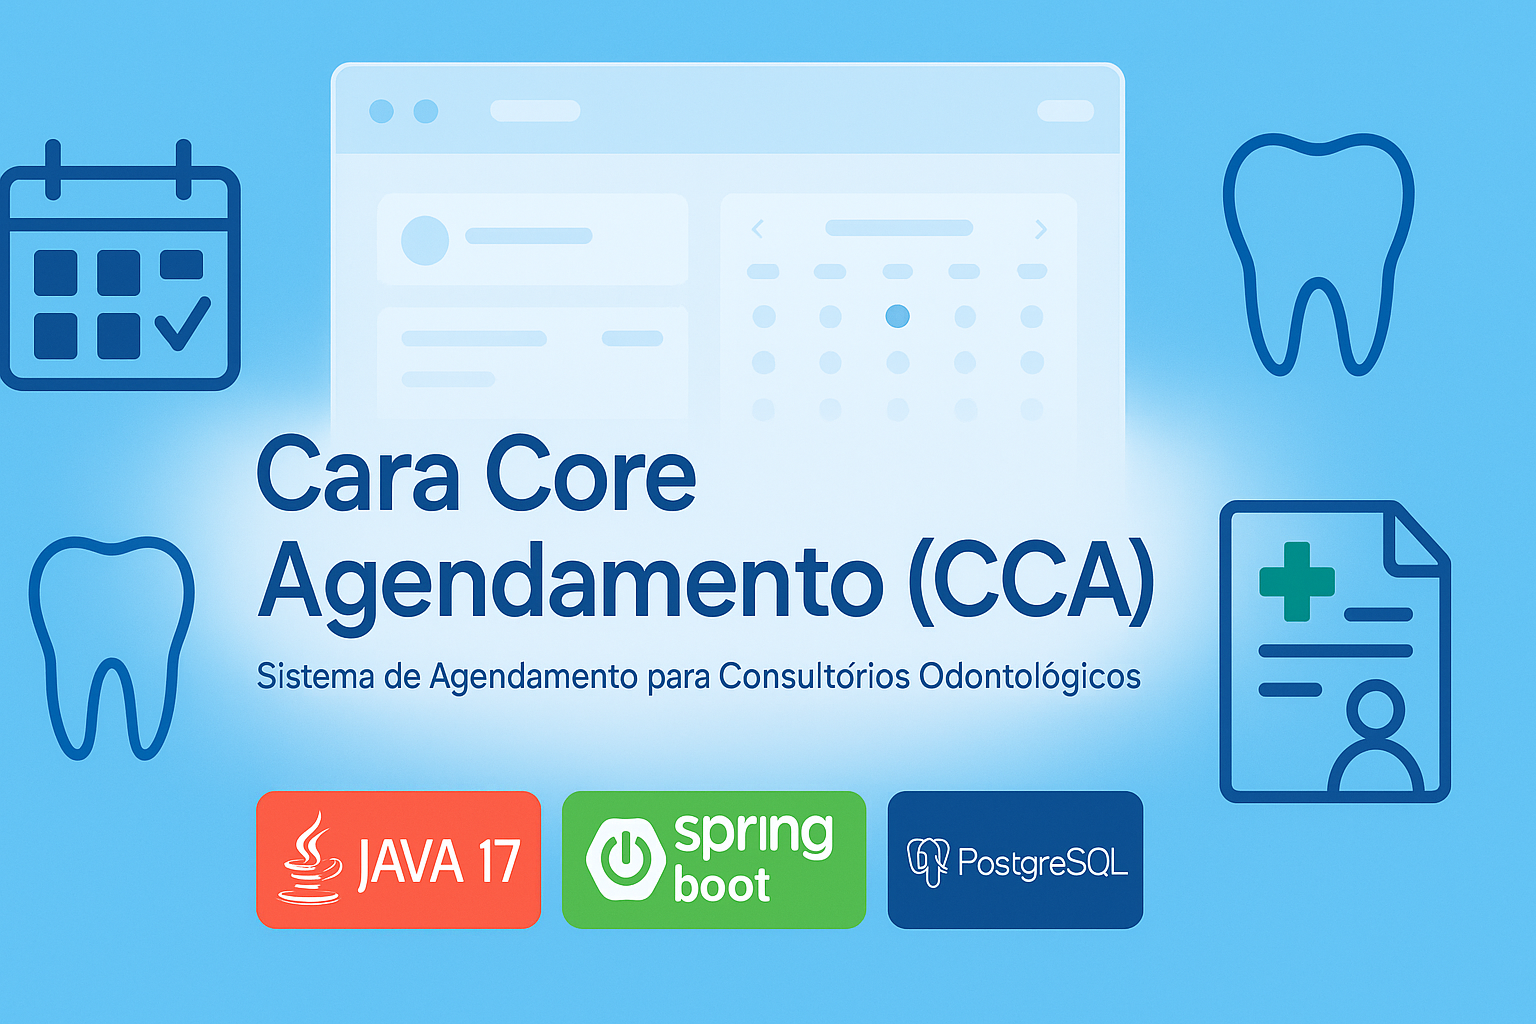 Cara Core
Agendamento (CCA)
Sistema de Agendamento para Consultórios Odontológicos
JAVA 17
spring
boot
PostgreSQL